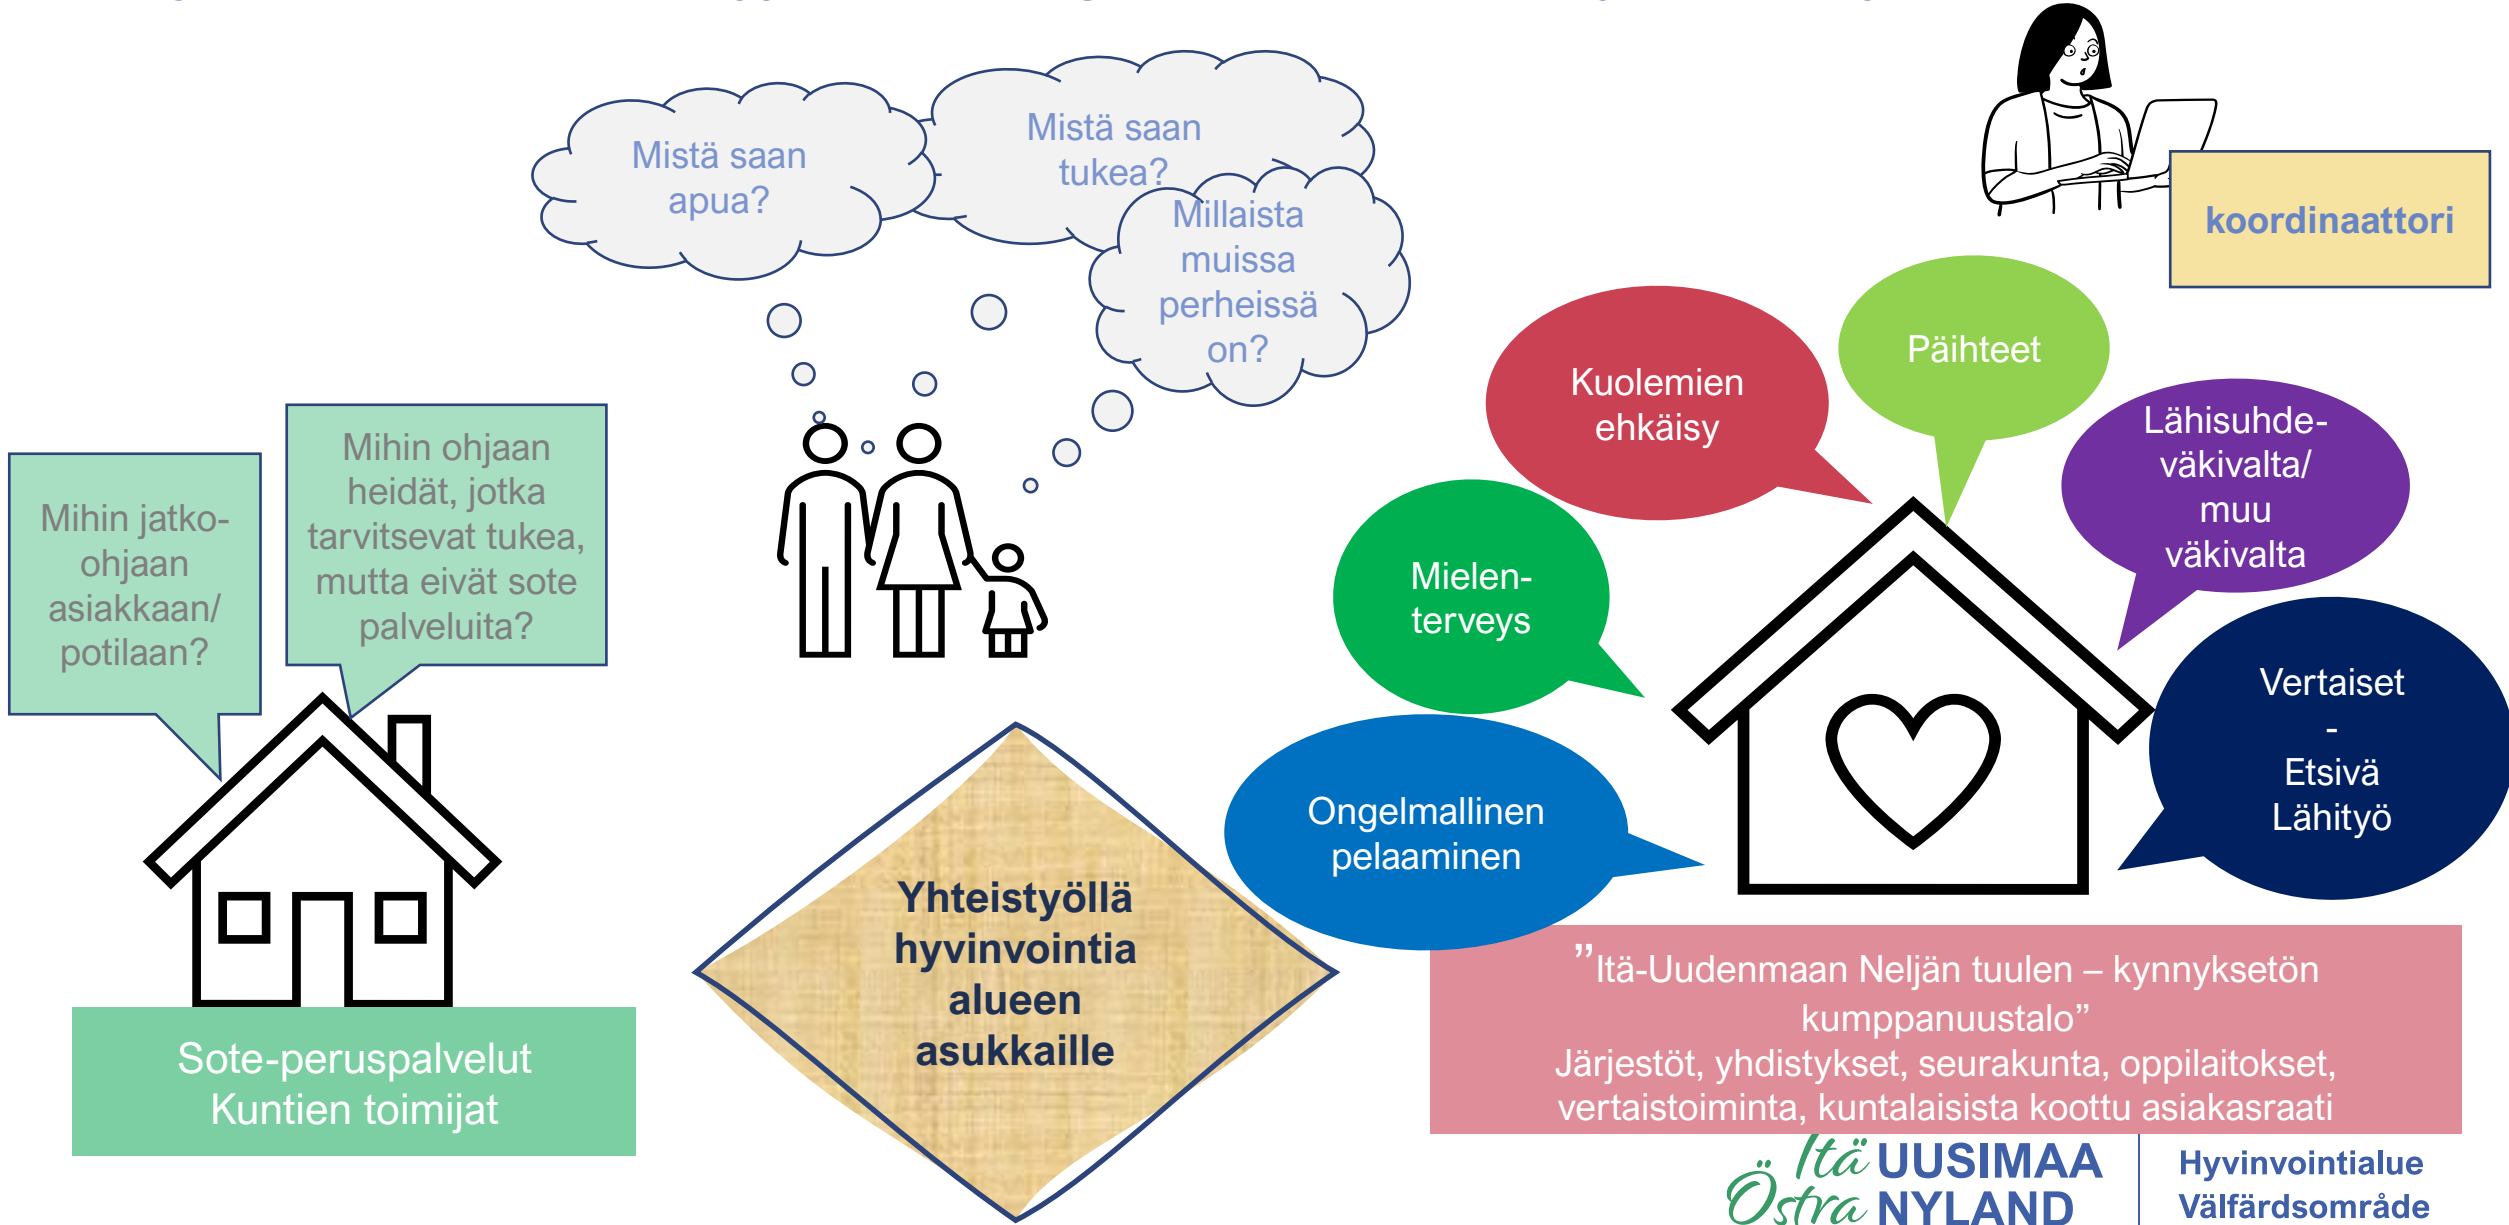 Mistä saan
apua?
Mistä saan
tukea?
Millaista
muissa
perheissä
on?
koordinaattori
Mihin jatko-
ohjaan
asiakkaan/
potilaan?
Mihin ohjaan
heidät, jotka
tarvitsevat tukea,
mutta eivät sote
palveluita?
Kuolemien
ehkäisy
Päihteet
Lähisuhde-
väkivalta/
muu
väkivalta
Mielen-
terveys
Vertaiset
-
Etsivä
Lähityö
Ongelmallinen
pelaaminen
Yhteistyöllä
hyvinvointia
alueen
asukkaille
Sote-peruspalvelut
Kuntien toimijat
”Itä-Uudenmaan Neljän tuulen – kynnyksetön
kumppanuustalo”
Järjestöt, yhdistykset, seurakunta, oppilaitokset,
vertaistoiminta, kuntalaisista koottu asiakasraati
Itä UUSIMAA
Östra NYLAND
Hyvinvointialue
Välfärdsområde